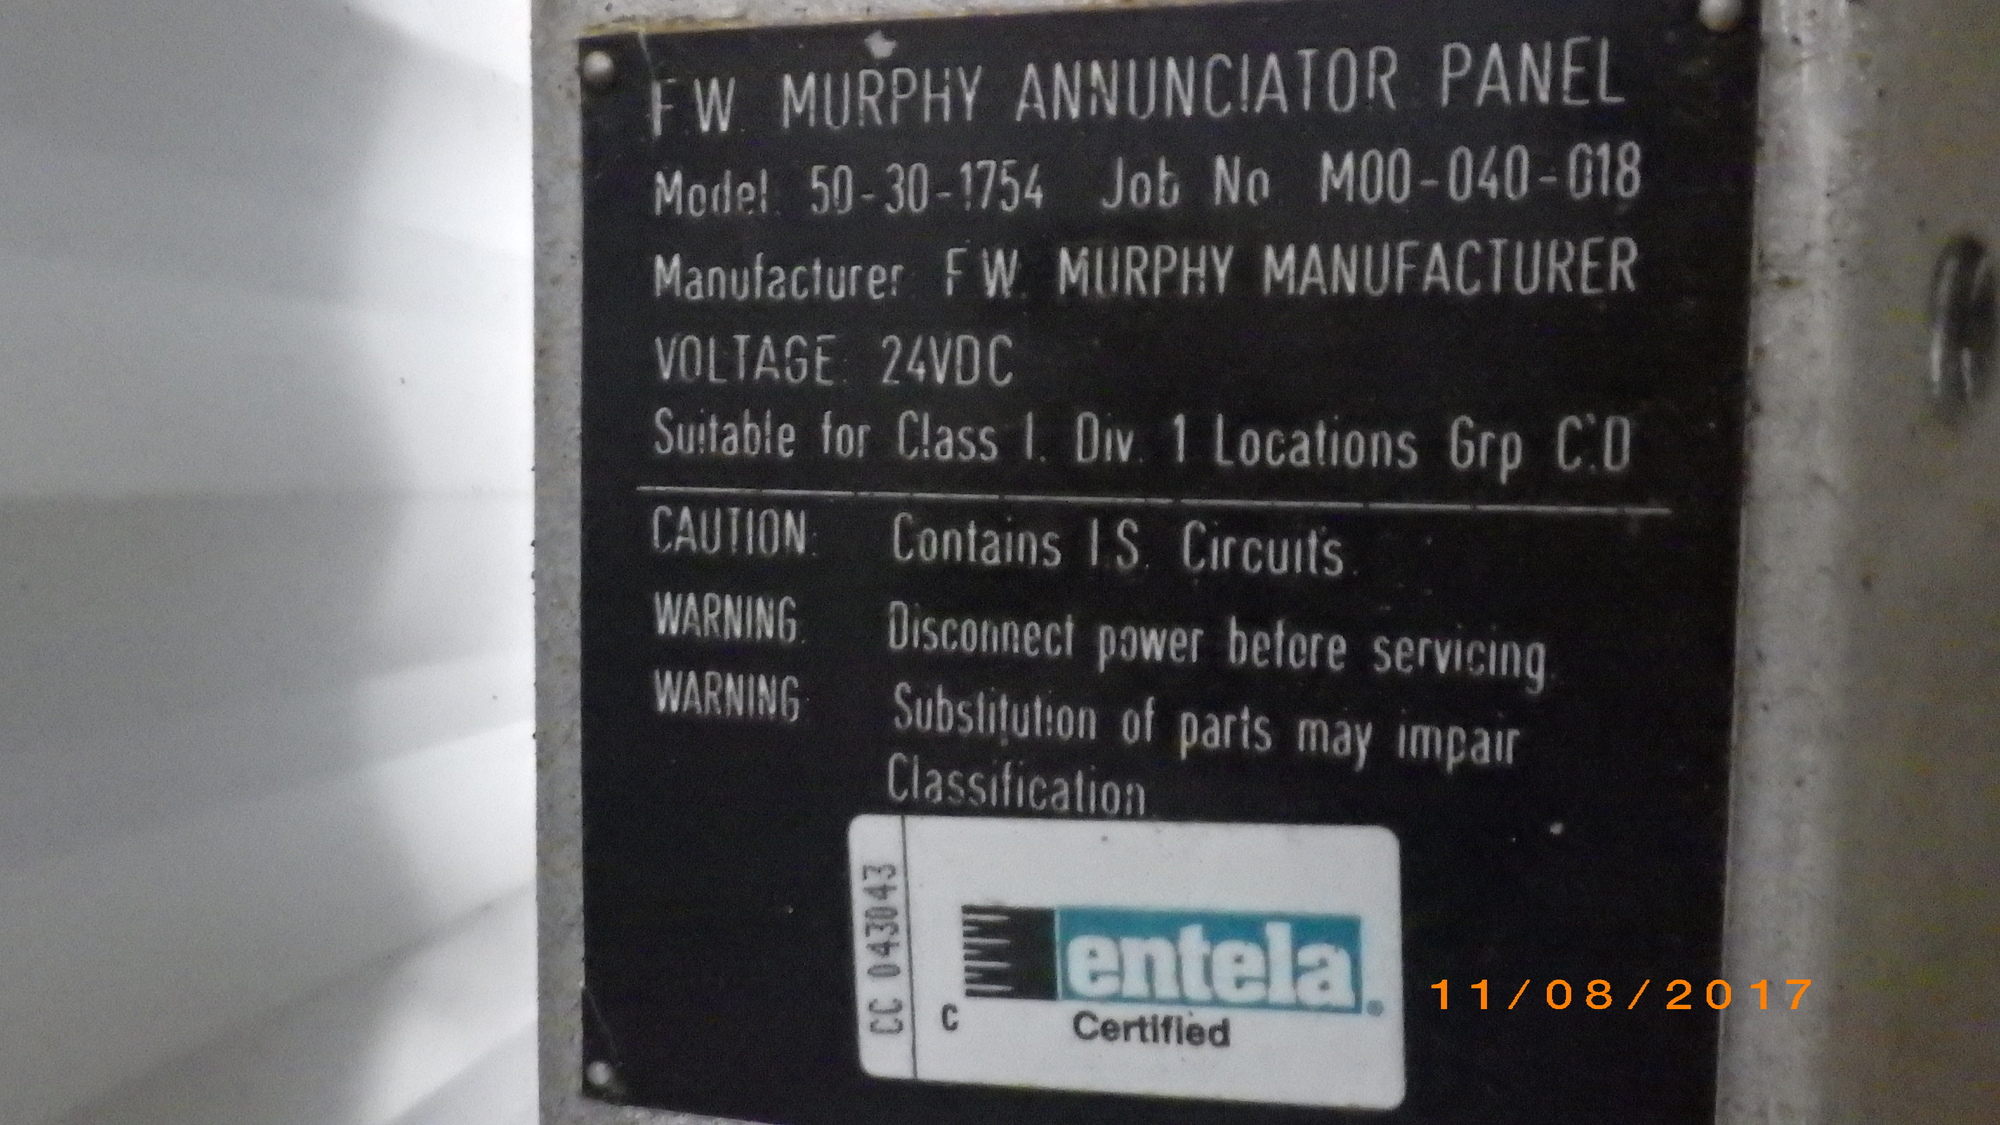 F.W. MURPHY ANNUNCIATOR PANEL
Model: 50-30-1754 Job No. M00-040-018
Manufacturer: F.W. MURPHY MANUFACTURER
VOLTAGE: 24VDC
Suitable for Class I, Div. 1 Locations Grp C,D
CAUTION: Contains I.S. Circuits.
WARNING: Disconnect power before servicing.
WARNING: Substitution of parts may impair
Classification.
CC 043043
entela®
C
Certified
11/08/2017